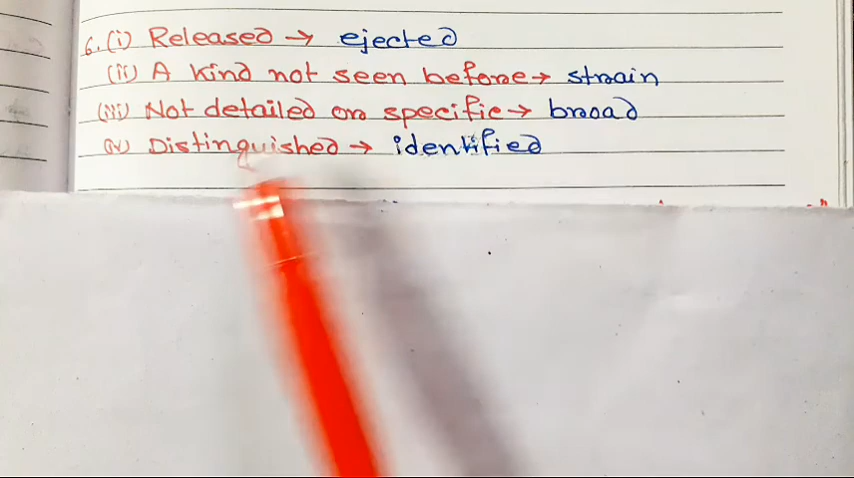 6. (i) Released → ejected
(ii) A kind not seen before → strain
(iii) Not detailed or specific → broad
(iv) Distinguished → identified